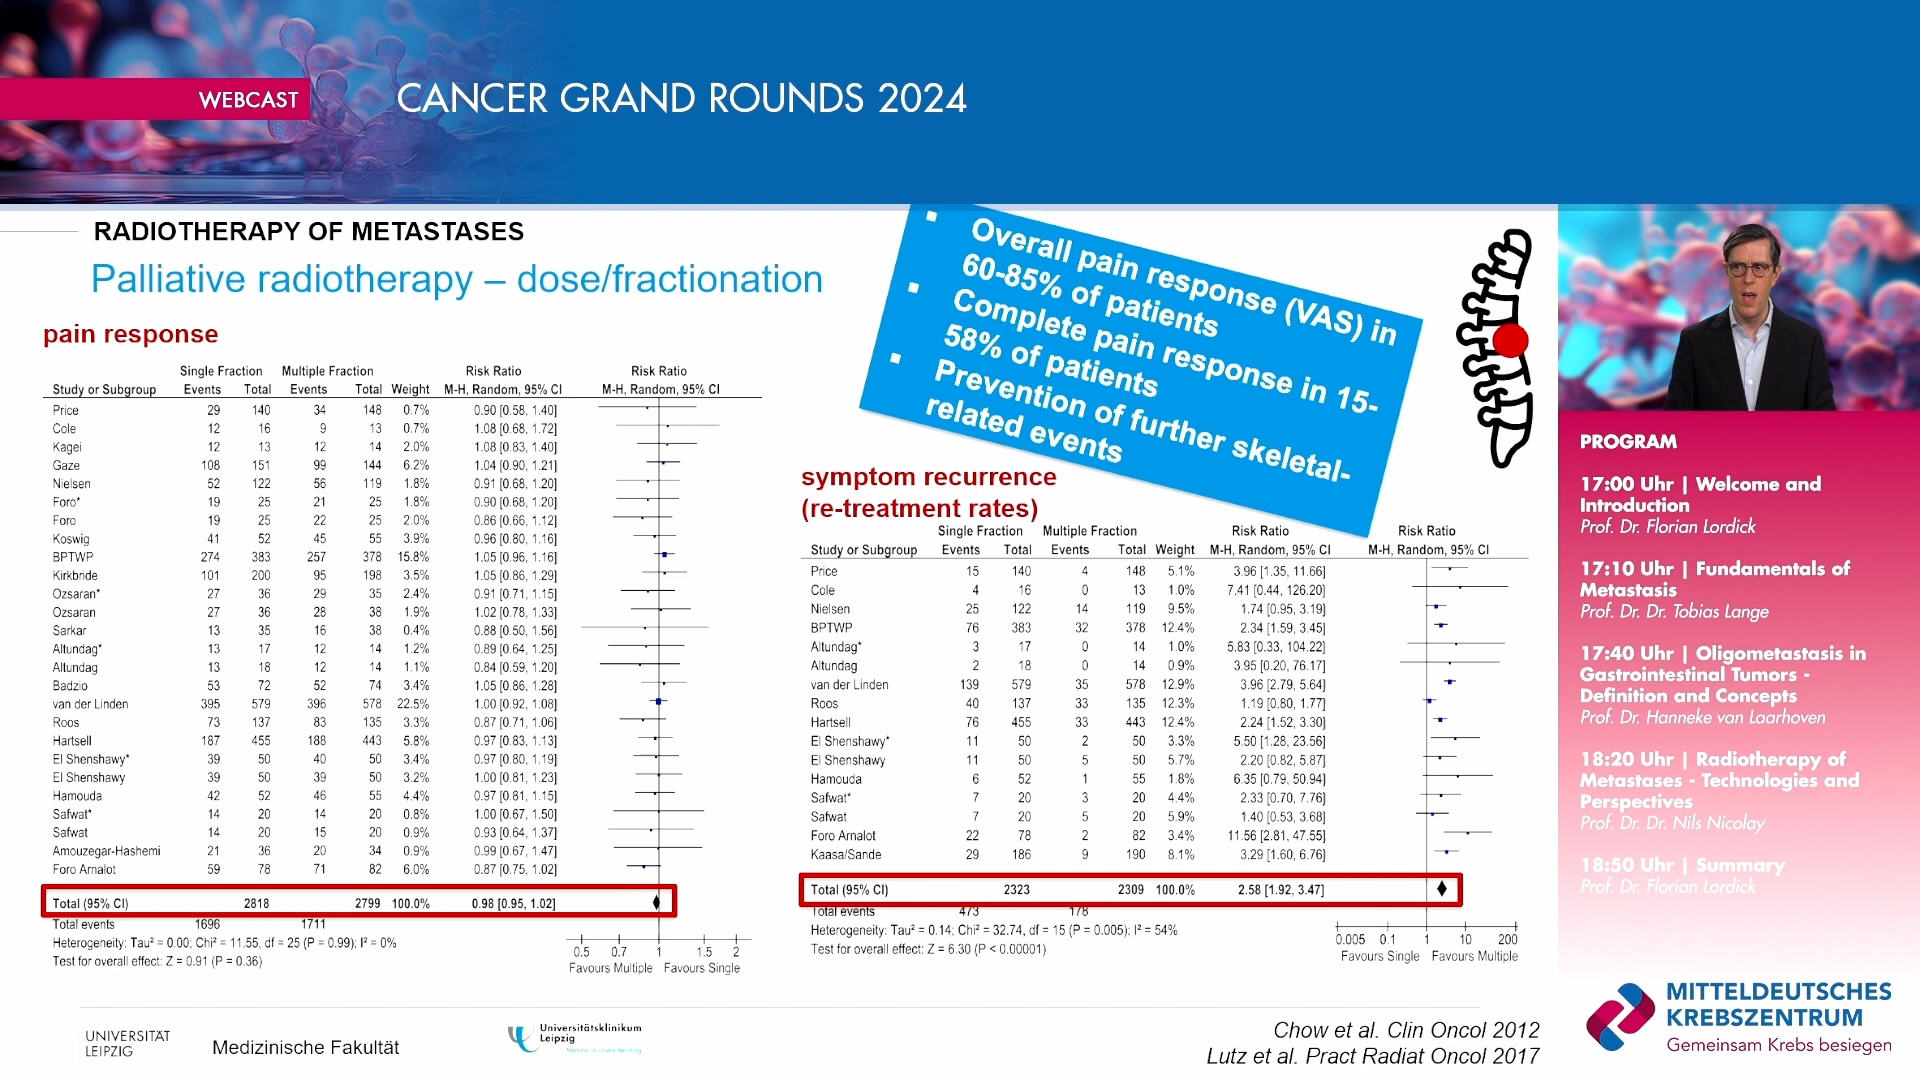 WEBCAST
CANCER GRAND ROUNDS 2024
RADIOTHERAPY OF METASTASES
Palliative radiotherapy – dose/fractionation
▪ Overall pain response (VAS) in
60-85% of patients
▪ Complete pain response in 15-
58% of patients
▪ Prevention of further skeletal-
related events
pain response
Single Fraction Multiple Fraction Risk Ratio Risk Ratio
Study or Subgroup Events Total Events Total Weight M-H, Random, 95% CI M-H, Random, 95% CI
Price 29 140 34 148 0.7% 0.90 [0.58, 1.40]
Cole 12 16 9 13 0.7% 1.08 [0.68, 1.72]
Kagei 12 13 12 14 2.0% 1.08 [0.83, 1.40]
Gaze 108 151 99 144 6.2% 1.04 [0.90, 1.21]
Nielsen 52 122 56 119 1.8% 0.91 [0.68, 1.20]
Foro* 19 25 21 25 1.8% 0.90 [0.68, 1.20]
Foro 19 25 22 25 2.0% 0.86 [0.66, 1.12]
Koswig 41 52 45 55 3.9% 0.96 [0.80, 1.16]
BPTWP 274 383 257 378 15.8% 1.05 [0.96, 1.16]
Kirkbride 101 200 95 198 3.5% 1.05 [0.86, 1.29]
Ozsaran* 27 36 29 35 2.4% 0.91 [0.71, 1.15]
Ozsaran 27 36 28 38 2.0% 1.02 [0.78, 1.33]
Sarkar 13 35 16 38 0.4% 0.88 [0.50, 1.56]
Altundag* 13 17 12 14 1.2% 0.89 [0.64, 1.25]
Altundag 13 18 12 14 1.1% 0.84 [0.59, 1.20]
Badzio 53 72 52 74 3.4% 1.05 [0.86, 1.28]
van der Linden 395 579 396 578 22.5% 1.00 [0.92, 1.08]
Roos 73 137 83 135 3.3% 0.87 [0.71, 1.06]
Hartsell 187 455 188 443 5.8% 0.97 [0.83, 1.13]
El Shenshawy* 39 50 40 50 3.4% 0.97 [0.80, 1.19]
El Shenshawy 39 50 39 50 3.2% 1.00 [0.81, 1.23]
Hamouda 42 52 46 55 4.4% 0.97 [0.81, 1.15]
Safwat* 14 20 14 20 0.8% 1.00 [0.67, 1.50]
Safwat 14 20 15 20 0.9% 0.93 [0.64, 1.37]
Amouzegar-Hashemi 21 36 20 34 0.9% 0.99 [0.67, 1.47]
Foro Arnalot 59 78 71 82 6.0% 0.87 [0.75, 1.02]
Total (95% CI) 2818 2799 100.0% 0.98 [0.95, 1.02]
Total events 1696 1711
Heterogeneity: Tau² = 0.00; Chi² = 11.55, df = 25 (P = 0.99); I² = 0%
Test for overall effect: Z = 0.91 (P = 0.36)
0.5 0.7 1 1.5 2
Favours Multiple Favours Single
symptom recurrence
(re-treatment rates)
Single Fraction Multiple Fraction Risk Ratio Risk Ratio
Study or Subgroup Events Total Events Total Weight M-H, Random, 95% CI M-H, Random, 95% CI
Price 15 140 4 148 5.1% 3.96 [1.35, 11.66]
Cole 4 16 0 13 1.0% 7.41 [0.44, 126.20]
Nielsen 25 122 14 119 9.5% 1.74 [0.95, 3.19]
BPTWP 76 383 32 378 12.4% 2.34 [1.59, 3.45]
Altundag* 3 17 0 14 1.0% 5.83 [0.33, 104.22]
Altundag 2 18 0 14 0.9% 3.95 [0.20, 76.17]
van der Linden 139 579 35 578 12.9% 3.96 [2.79, 5.64]
Roos 40 137 33 135 12.3% 1.19 [0.80, 1.77]
Hartsell 76 455 33 443 12.4% 2.24 [1.52, 3.30]
El Shenshawy* 11 50 2 50 3.3% 5.50 [1.28, 23.56]
El Shenshawy 11 50 5 50 5.7% 2.20 [0.82, 5.87]
Hamouda 6 52 1 55 1.8% 6.35 [0.79, 50.94]
Safwat* 7 20 3 20 4.4% 2.33 [0.70, 7.76]
Safwat 7 20 5 20 5.9% 1.40 [0.53, 3.68]
Foro Arnalot 22 78 2 82 3.4% 11.56 [2.81, 47.55]
Kaasa/Sande 29 186 9 190 8.1% 3.29 [1.60, 6.76]
Total (95% CI) 2323 2309 100.0% 2.58 [1.92, 3.47]
Total events 473 178
Heterogeneity: Tau² = 0.14; Chi² = 32.74, df = 15 (P = 0.005); I² = 54%
Test for overall effect: Z = 6.30 (P < 0.00001)
0.005 0.1 1 10 200
Favours Single Favours Multiple
UNIVERSITÄT
LEIPZIG
Medizinische Fakultät
Universitätsklinikum
Leipzig
Chow et al. Clin Oncol 2012
Lutz et al. Pract Radiat Oncol 2017
PROGRAM
17:00 Uhr | Welcome and
Introduction
Prof. Dr. Florian Lordick
17:10 Uhr | Fundamentals of
Metastasis
Prof. Dr. Dr. Tobias Lange
17:40 Uhr | Oligometastasis in
Gastrointestinal Tumors -
Definition and Concepts
Prof. Dr. Hanneke van Laarhoven
18:20 Uhr | Radiotherapy of
Metastases - Technologies and
Perspectives
Prof. Dr. Dr. Nils Nicolay
18:50 Uhr | Summary
Prof. Dr. Florian Lordick
MITTELDEUTSCHES
KREBSZENTRUM
Gemeinsam Krebs besiegen